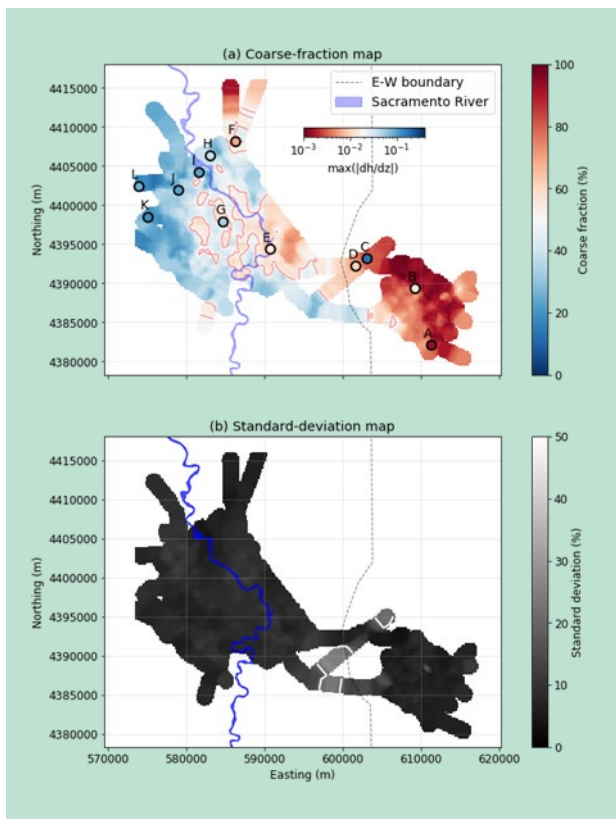 (a) Coarse-fraction map
E-W boundary
Sacramento River
10⁻³ 10⁻² 10⁻¹
max(|dh/dz|)
4415000
4410000
4405000
4400000
4395000
4390000
4385000
4380000
Northing (m)
F
H
I
L
J
K
G
E
C
D
B
A
100
80
60
40
20
0
Coarse fraction (%)
(b) Standard-deviation map
4415000
4410000
4405000
4400000
4395000
4390000
4385000
4380000
Northing (m)
570000 580000 590000 600000 610000 620000
Easting (m)
50
40
30
20
10
0
Standard deviation (%)